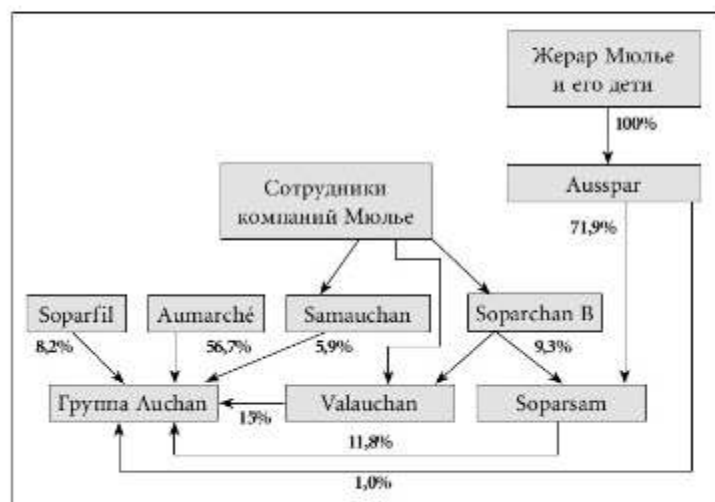 Жерар Мюлье
и его дети
100%
Сотрудники
компаний Мюлье
Ausspar
71,9%
Soparfil
Aumarché
Samauchan
Soparchan B
8,2%
56,7%
5,9%
9,3%
Группа Auchan
15%
Valauchan
Soparsam
11,8%
1,0%